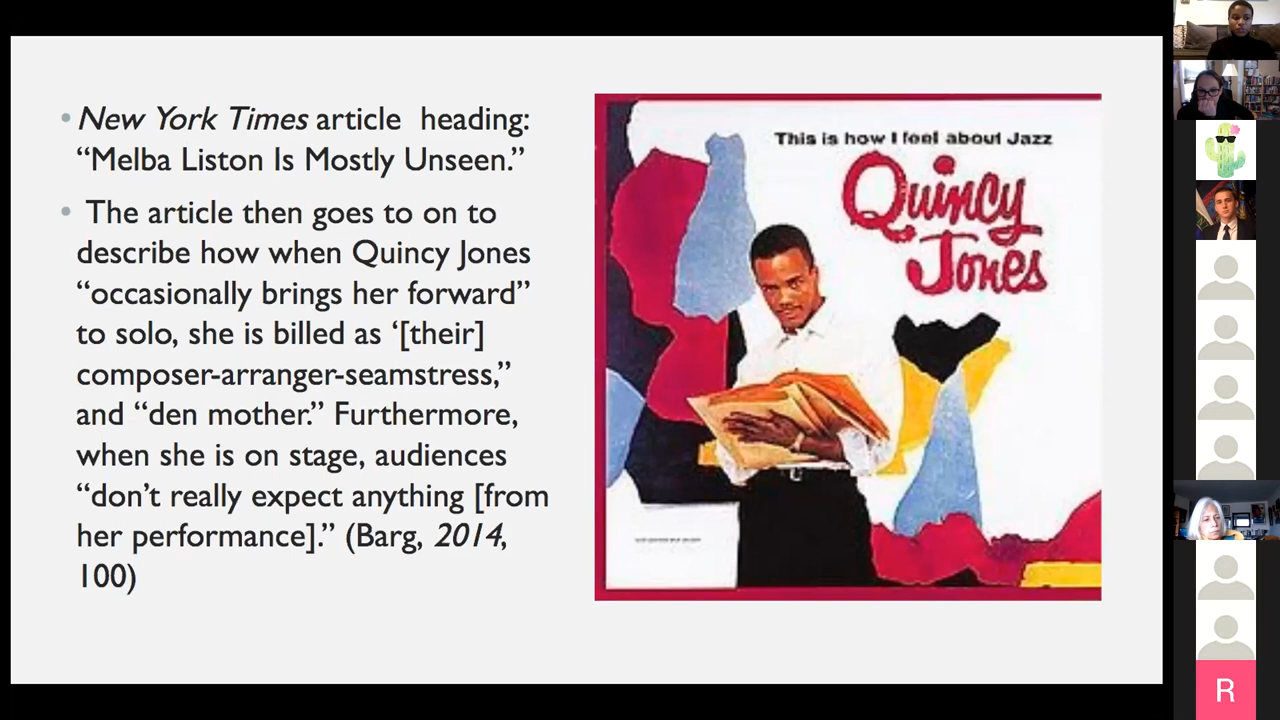 • New York Times article heading:
“Melba Liston Is Mostly Unseen.”
• The article then goes to on to
describe how when Quincy Jones
“occasionally brings her forward”
to solo, she is billed as ‘[their]
composer-arranger-seamstress,”
and “den mother.” Furthermore,
when she is on stage, audiences
“don’t really expect anything [from
her performance].” (Barg, 2014,
100)
This is how I feel about Jazz
Quincy
Jones
R